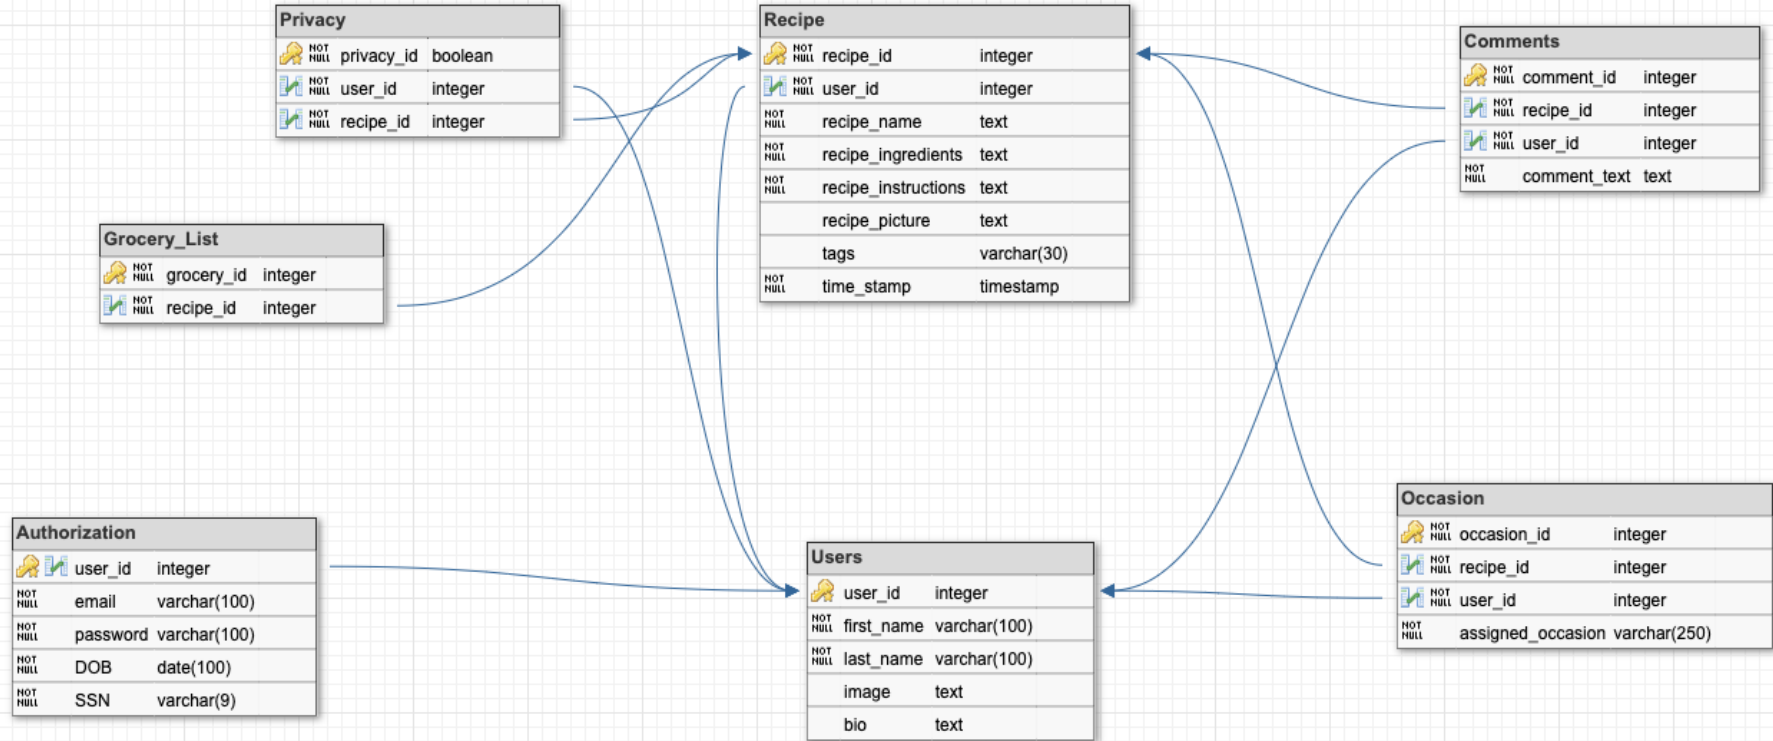 Privacy
NOT NULL privacy_id boolean
NOT NULL user_id integer
NOT NULL recipe_id integer
Recipe
NOT NULL recipe_id integer
NOT NULL user_id integer
NOT NULL recipe_name text
NOT NULL recipe_ingredients text
NOT NULL recipe_instructions text
recipe_picture text
tags varchar(30)
NOT NULL time_stamp timestamp
Comments
NOT NULL comment_id integer
NOT NULL recipe_id integer
NOT NULL user_id integer
NOT NULL comment_text text
Grocery_List
NOT NULL grocery_id integer
NOT NULL recipe_id integer
Authorization
user_id integer
NOT NULL email varchar(100)
NOT NULL password varchar(100)
NOT NULL DOB date(100)
NOT NULL SSN varchar(9)
Users
user_id integer
NOT NULL first_name varchar(100)
NOT NULL last_name varchar(100)
image text
bio text
Occasion
NOT NULL occasion_id integer
NOT NULL recipe_id integer
NOT NULL user_id integer
NOT NULL assigned_occasion varchar(250)